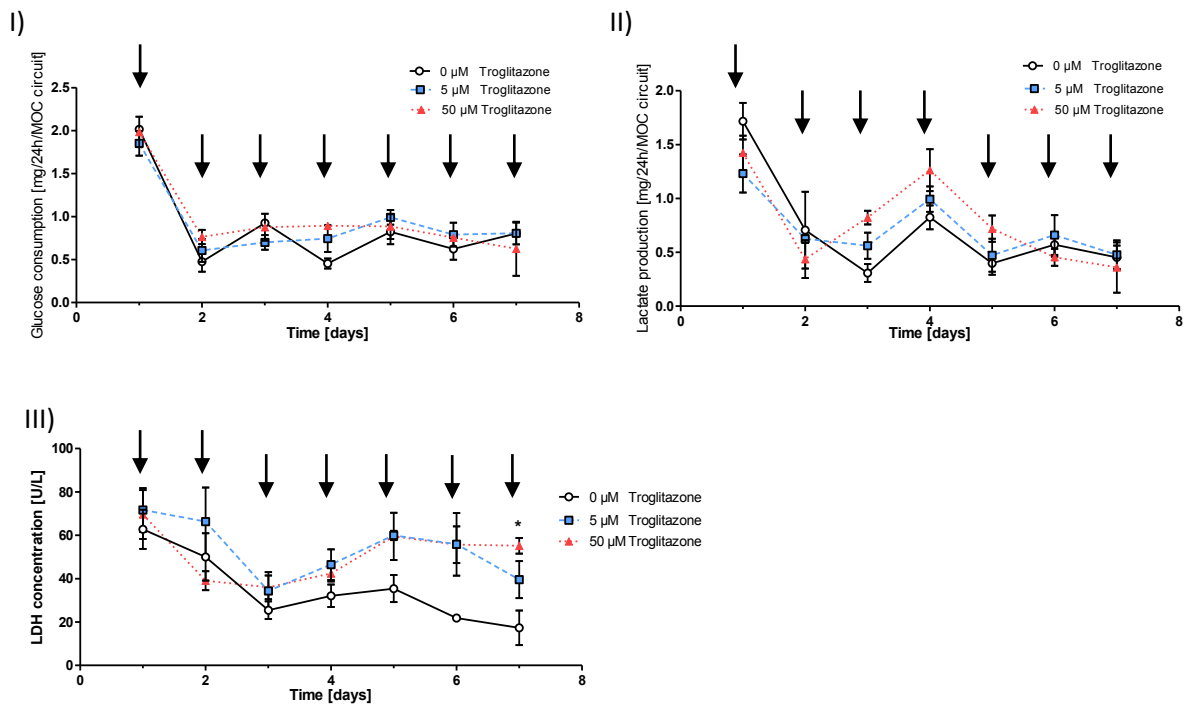 I)
Glucose consumption [mg/24h/MOC circuit]
2.5
2.0
1.5
1.0
0.5
0.0
0 2 4 6 8
Time [days]
0 µM Troglitazone
5 µM Troglitazone
50 µM Troglitazone
II)
Lactate production [mg/24h/MOC circuit]
2.0
1.5
1.0
0.5
0.0
0 2 4 6 8
Time [days]
0 µM Troglitazone
5 µM Troglitazone
50 µM Troglitazone
III)
LDH concentration [U/L]
100
80
60
40
20
0
0 2 4 6 8
Time [days]
*
0 µM Troglitazone
5 µM Troglitazone
50 µM Troglitazone